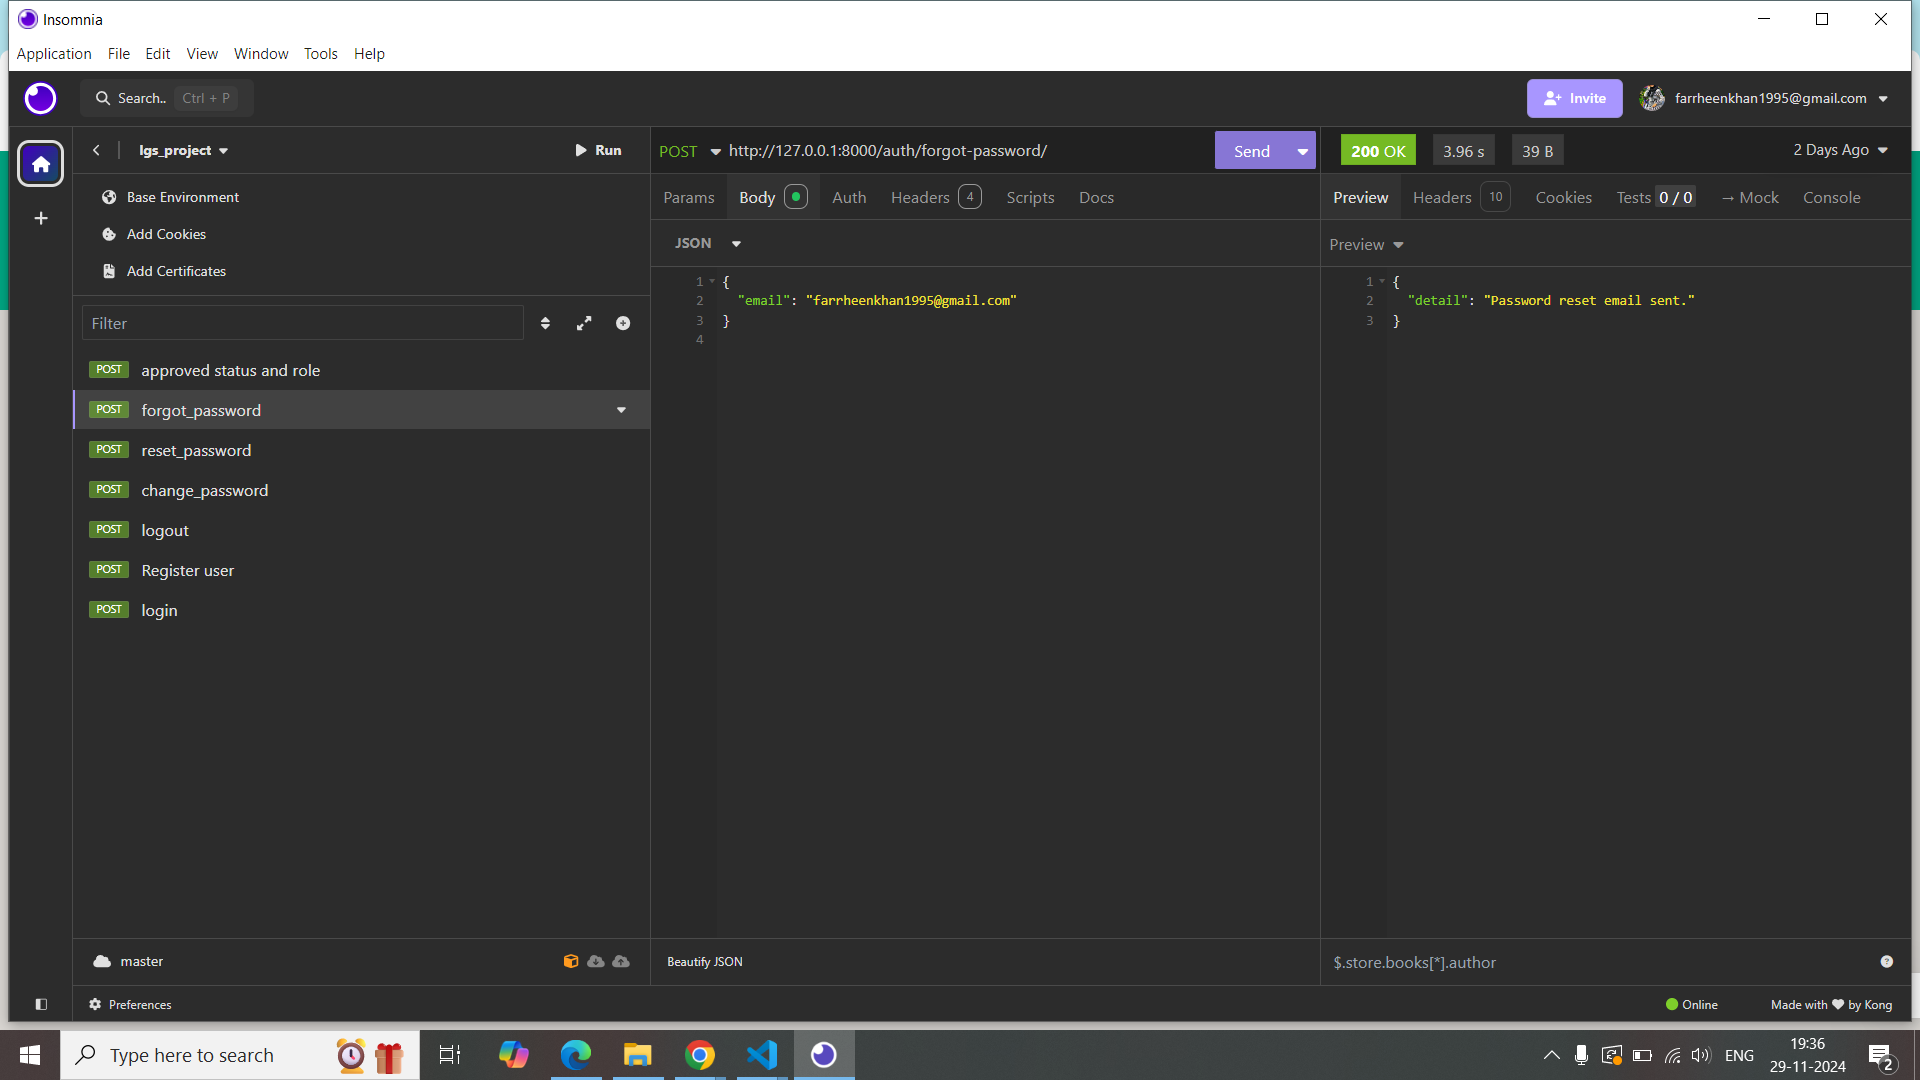 Insomnia
Application File Edit View Window Tools Help
Search.. Ctrl + P
Invite farrheenkhan1995@gmail.com
lgs_project Run
POST http://127.0.0.1:8000/auth/forgot-password/ Send
200 OK 3.96 s 39 B 2 Days Ago
Base Environment
Add Cookies
Add Certificates
Filter
POST approved status and role
POST forgot_password
POST reset_password
POST change_password
POST logout
POST Register user
POST login
master
Preferences
Params Body Auth Headers 4 Scripts Docs
JSON
1 {
2 "email": "farrheenkhan1995@gmail.com"
3 }
4
Beautify JSON
Preview Headers 10 Cookies Tests 0 / 0 → Mock Console
Preview
1 {
2 "detail": "Password reset email sent."
3 }
$.store.books[*].author
Online Made with ❤ by Kong
Type here to search
ENG
19:36
29-11-2024
2